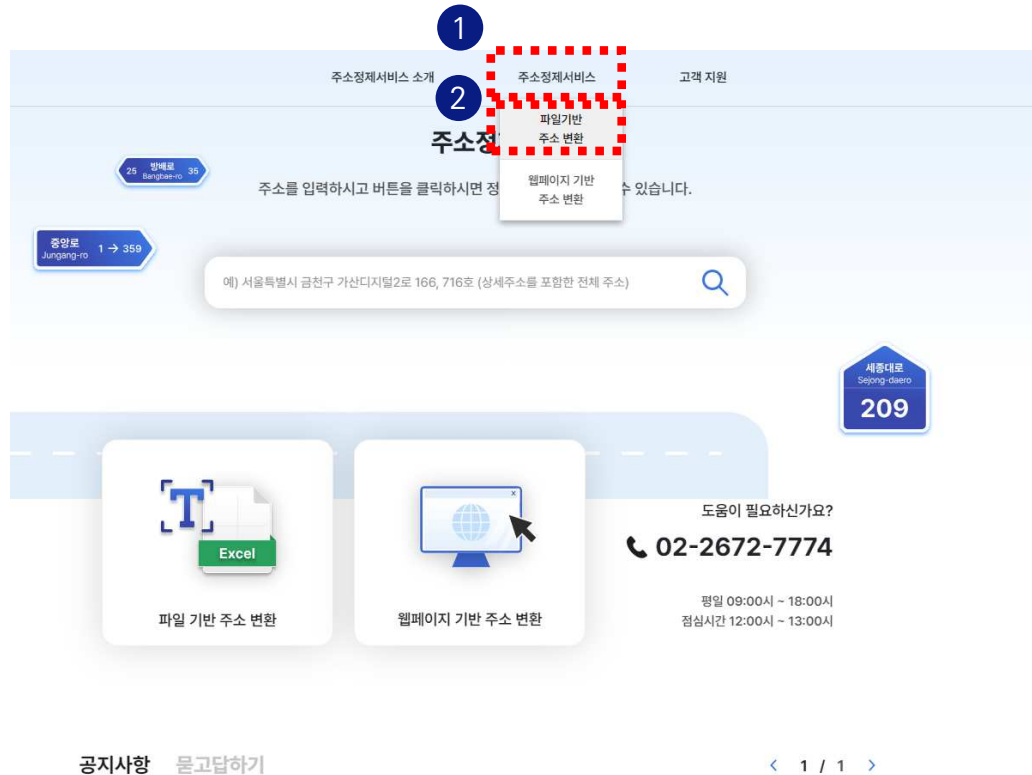 1
주소정제서비스 소개 주소정제서비스 고객 지원
2
파일기반
주소 변환
주소정
웹페이지 기반
주소 변환
25 방배로 35
Bangbae-ro
주소를 입력하시고 버튼을 클릭하시면 정 수 있습니다.
중앙로 1 → 359
Jungang-ro
예) 서울특별시 금천구 가산디지털2로 166, 716호 (상세주소를 포함한 전체 주소)
세종대로
Sejong-daero
209
T
Excel
x
파일 기반 주소 변환
웹페이지 기반 주소 변환
도움이 필요하신가요?
02-2672-7774
평일 09:00시 ~ 18:00시
점심시간 12:00시 ~ 13:00시
공지사항 묻고답하기
< 1 / 1 >